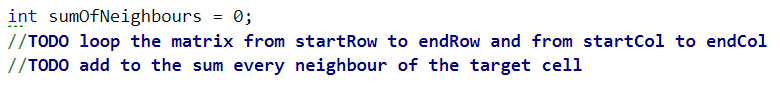 int sumOfNeighbours = 0;
//TODO loop the matrix from startRow to endRow and from startCol to endCol
//TODO add to the sum every neighbour of the target cell